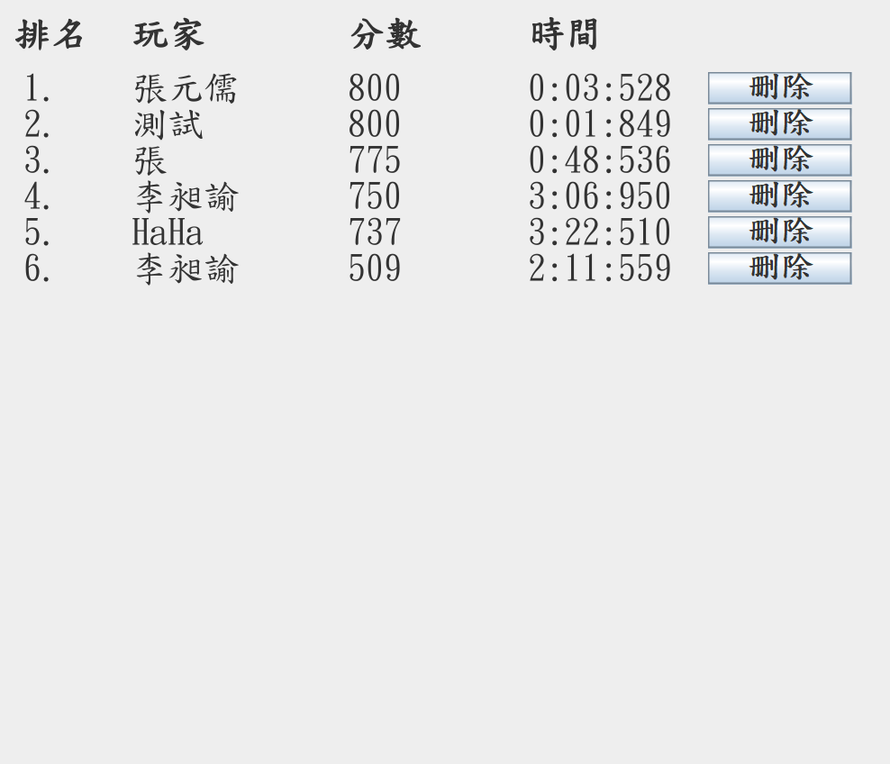 排名 玩家 分數 時間
1. 張元儒 800 0:03:528 刪除
2. 測試 800 0:01:849 刪除
3. 張 775 0:48:536 刪除
4. 李昶諭 750 3:06:950 刪除
5. HaHa 737 3:22:510 刪除
6. 李昶諭 509 2:11:559 刪除